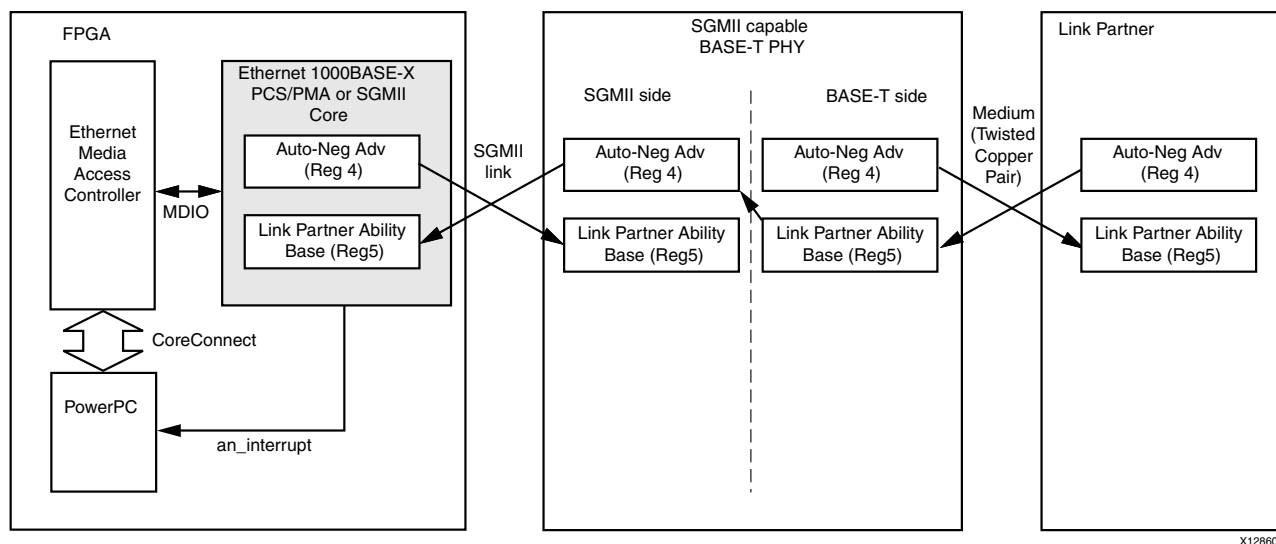 FPGA
Ethernet
Media
Access
Controller
MDIO
Ethernet 1000BASE-X
PCS/PMA or SGMII
Core
Auto-Neg Adv
(Reg 4)
Link Partner Ability
Base (Reg5)
CoreConnect
PowerPC
an_interrupt
SGMII
link
SGMII capable
BASE-T PHY
SGMII side
BASE-T side
Auto-Neg Adv
(Reg 4)
Auto-Neg Adv
(Reg 4)
Link Partner Ability
Base (Reg5)
Link Partner Ability
Base (Reg5)
Medium
(Twisted
Copper
Pair)
Link Partner
Auto-Neg Adv
(Reg 4)
Link Partner Ability
Base (Reg5)
X12860